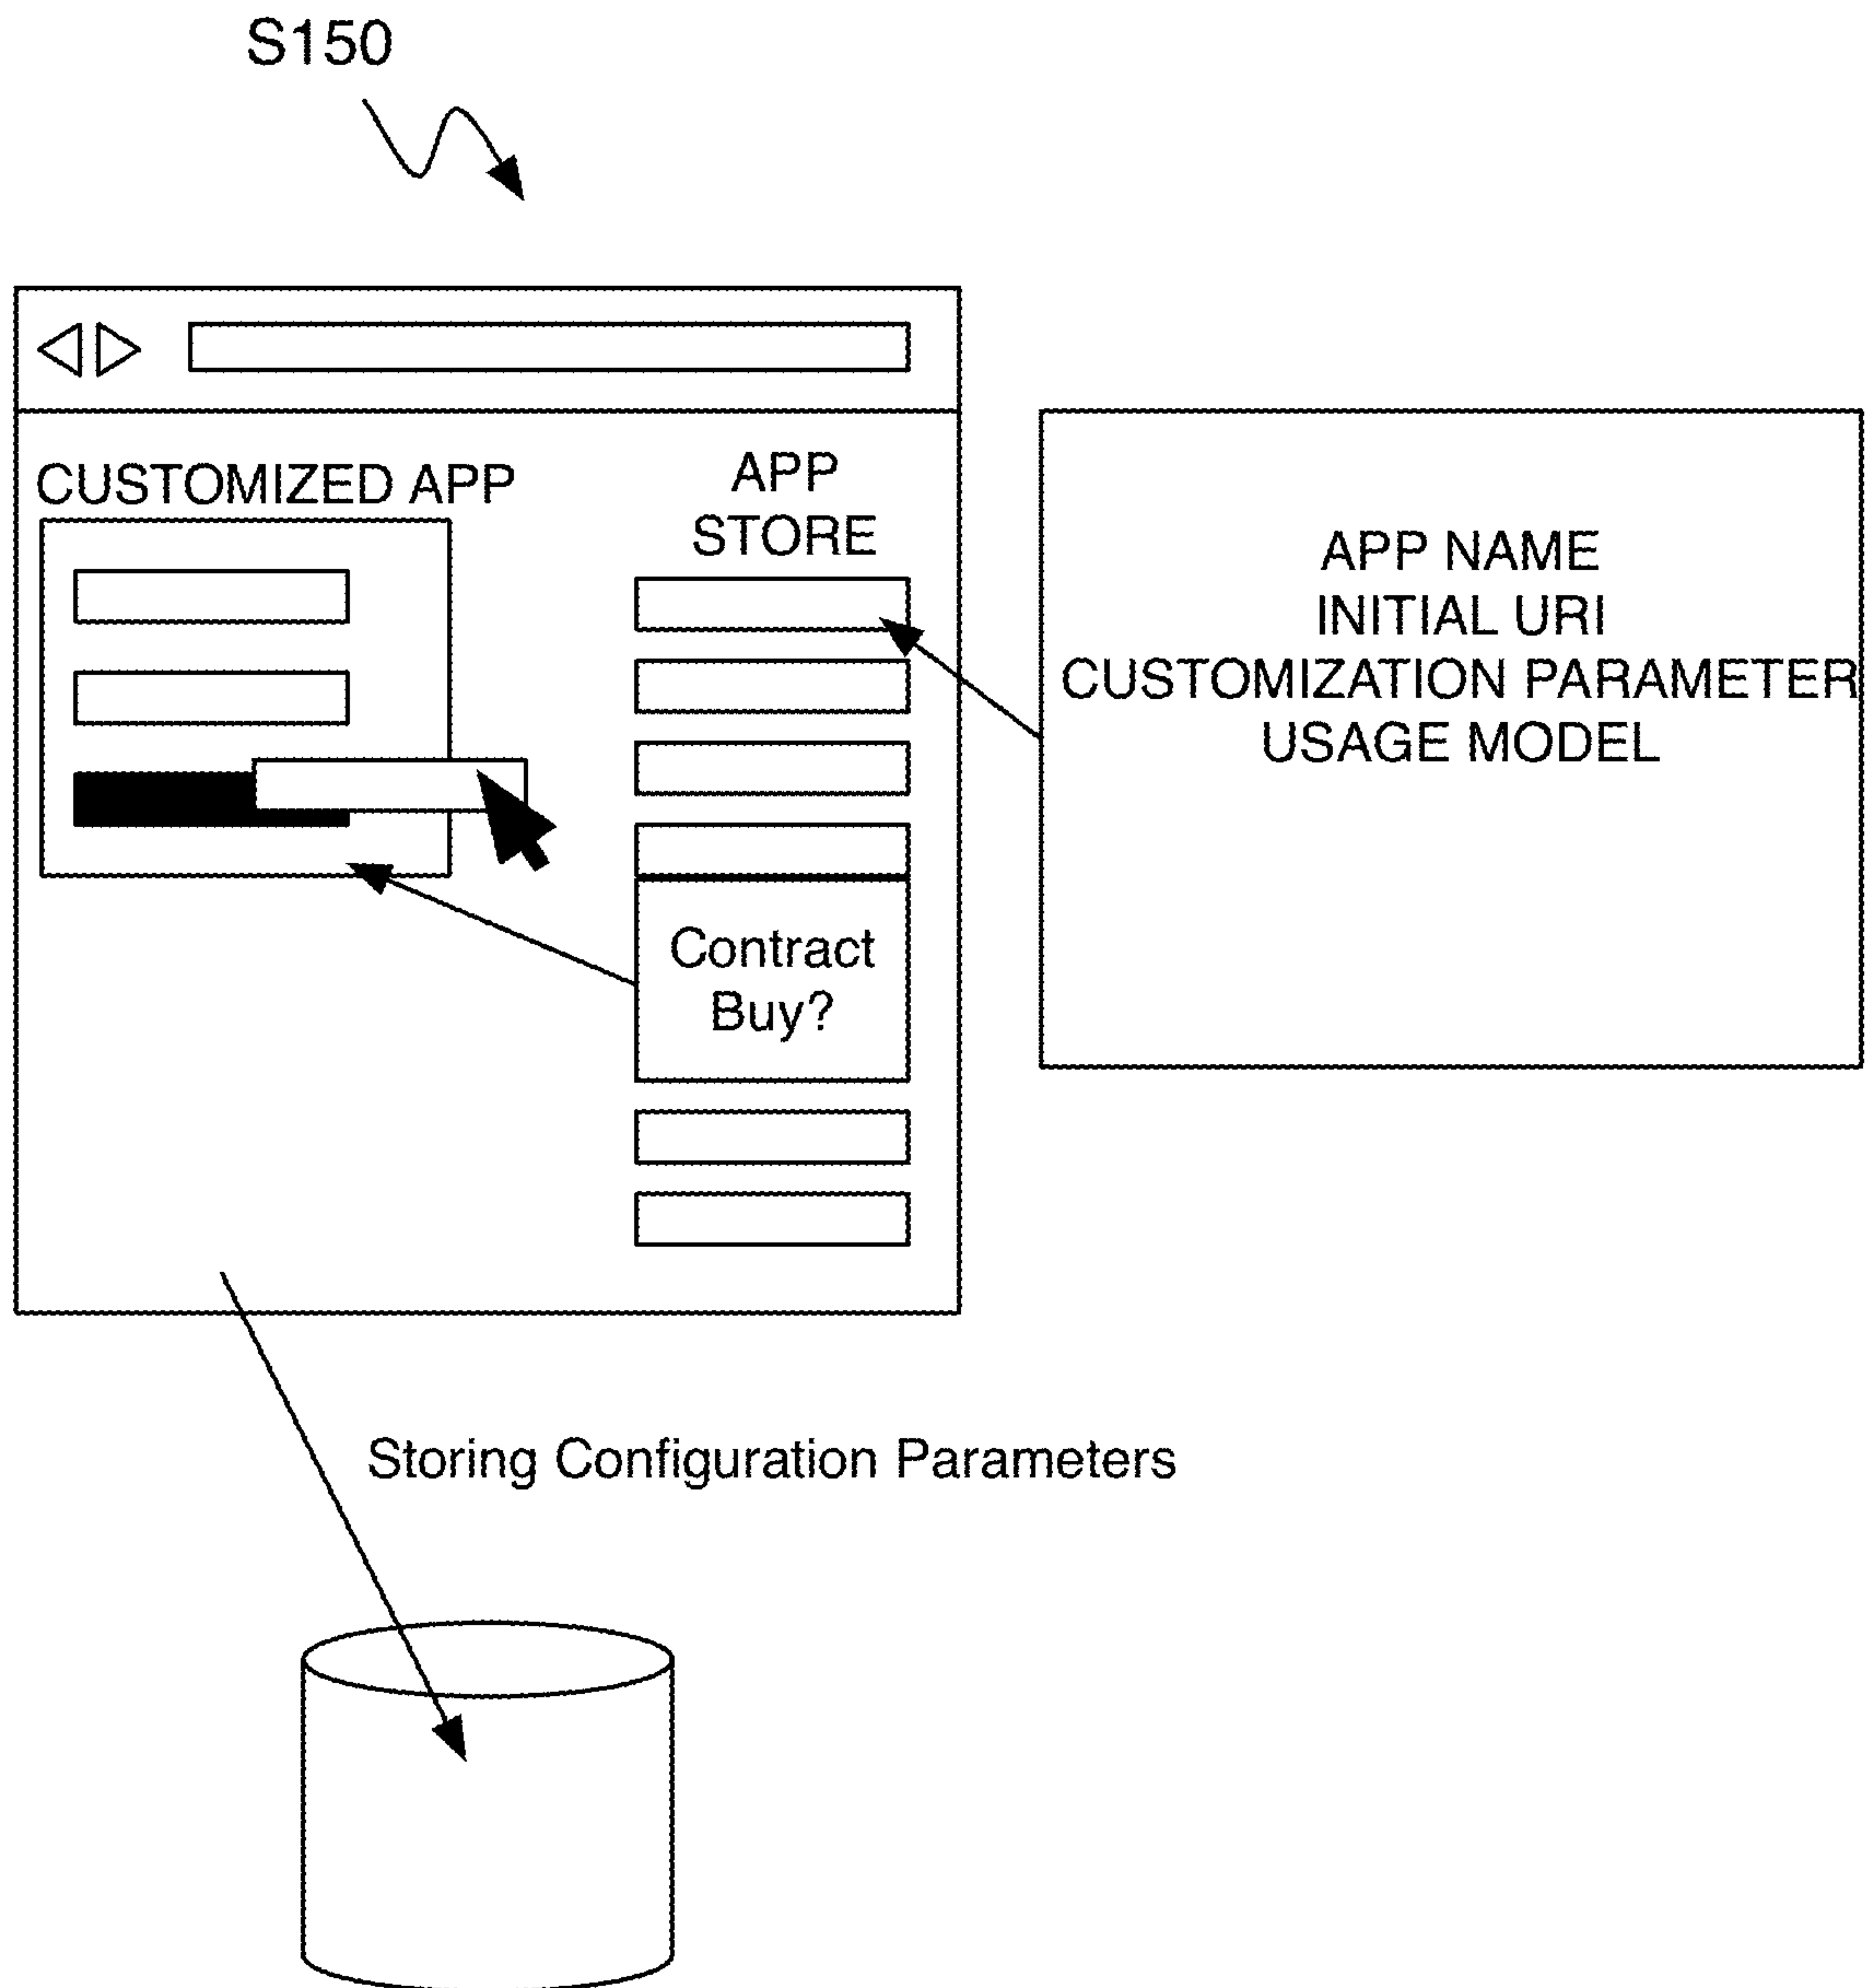 S150
CUSTOMIZED APP
APP
STORE
Contract
Buy?
APP NAME
INITIAL URI
CUSTOMIZATION PARAMETER
USAGE MODEL
Storing Configuration Parameters